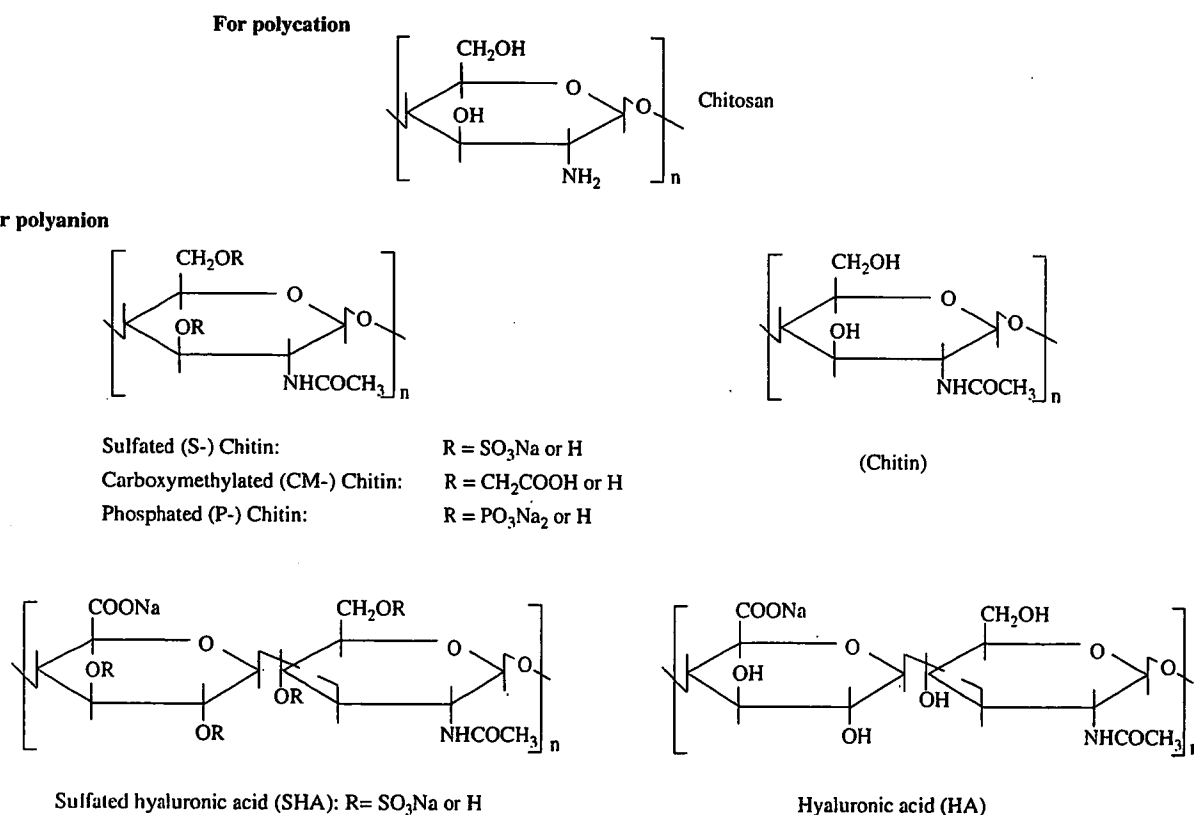 For polycation
CH₂OH
O
OH
O
NH₂
n
Chitosan
r polyanion
CH₂OR
O
OR
O
NHCOCH₃
n
CH₂OH
O
OH
O
NHCOCH₃
n
Sulfated (S-) Chitin: R = SO₃Na or H
Carboxymethylated (CM-) Chitin: R = CH₂COOH or H
Phosphated (P-) Chitin: R = PO₃Na₂ or H
(Chitin)
COONa
CH₂OR
O
O
O
OR
OR
OR
NHCOCH₃
n
COONa
CH₂OH
O
O
O
OH
OH
OH
NHCOCH₃
n
Sulfated hyaluronic acid (SHA): R= SO₃Na or H
Hyaluronic acid (HA)